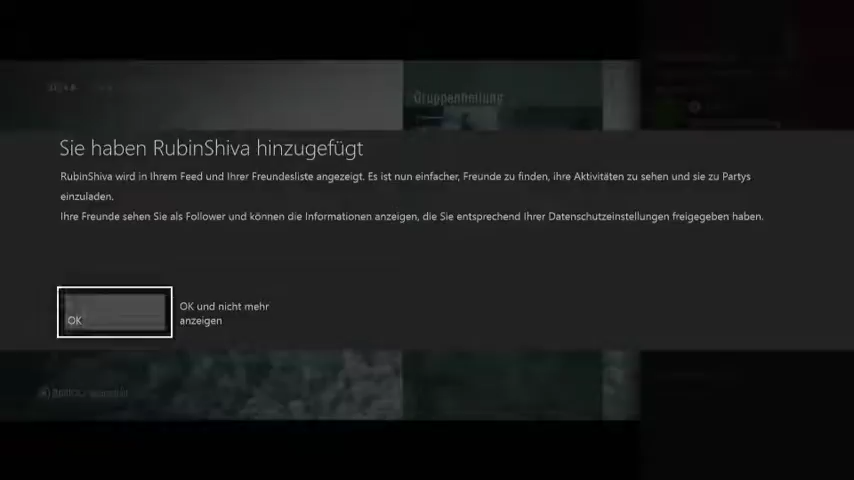 Gruppenheilung
Sie haben RubinShiva hinzugefügt
RubinShiva wird in Ihrem Feed und Ihrer Freundesliste angezeigt. Es ist nun einfacher, Freunde zu finden, ihre Aktivitäten zu sehen und sie zu Partys
einzuladen.
Ihre Freunde sehen Sie als Follower und können die Informationen anzeigen, die Sie entsprechend Ihrer Datenschutzeinstellungen freigegeben haben.
OK
OK und nicht mehr
anzeigen